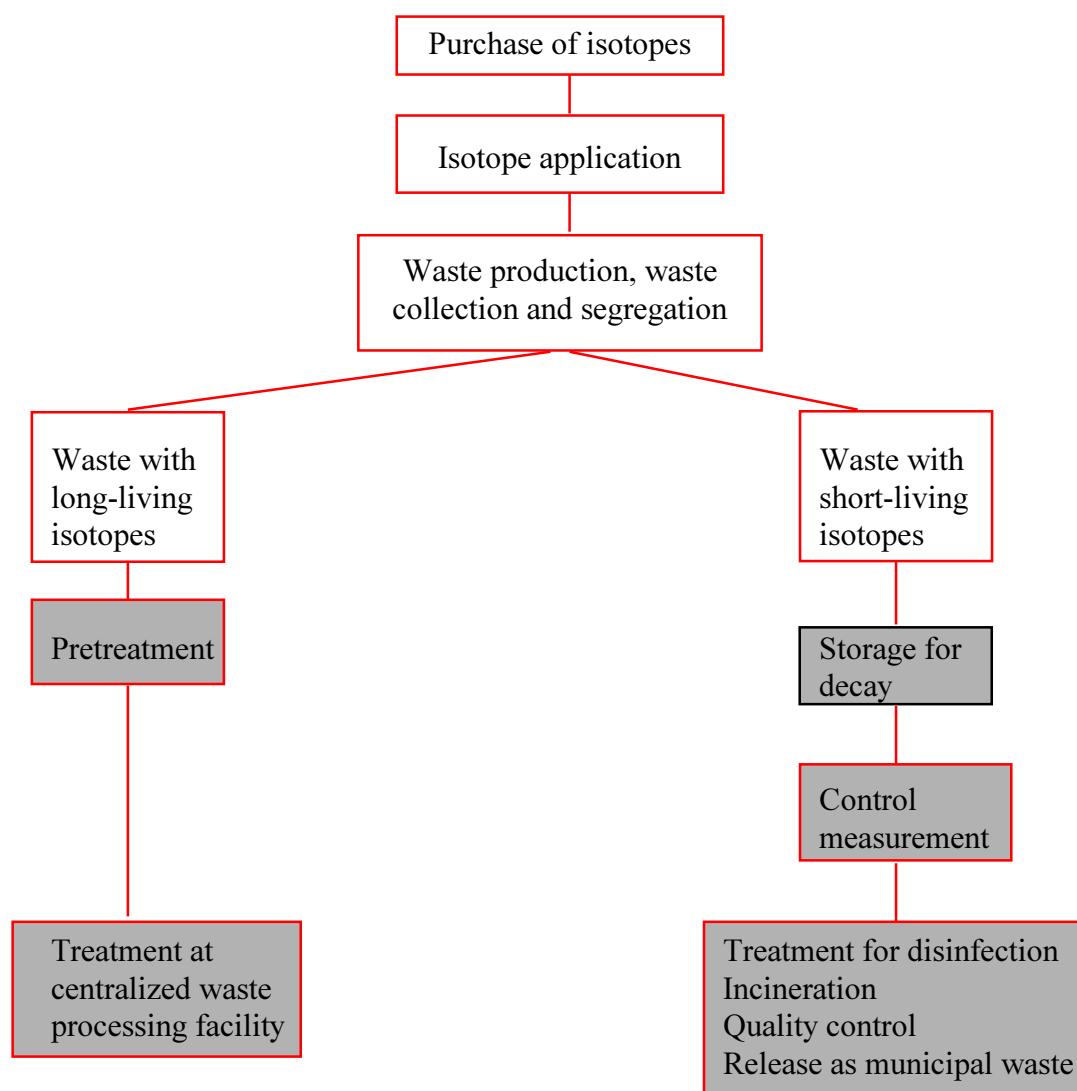 Purchase of isotopes
Isotope application
Waste production, waste
collection and segregation
Waste with
long-living
isotopes
Waste with
short-living
isotopes
Pretreatment
Storage for
decay
Control
measurement
Treatment at
centralized waste
processing facility
Treatment for disinfection
Incineration
Quality control
Release as municipal waste